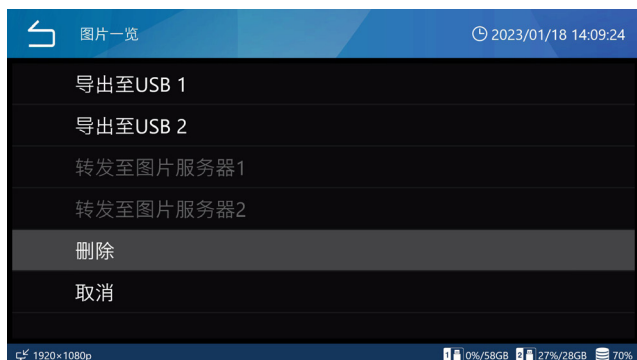 图片一览 2023/01/18 14:09:24
导出至USB 1
导出至USB 2
转发至图片服务器1
转发至图片服务器2
删除
取消
1920×1080p 1 0%/58GB 2 27%/28GB 70%